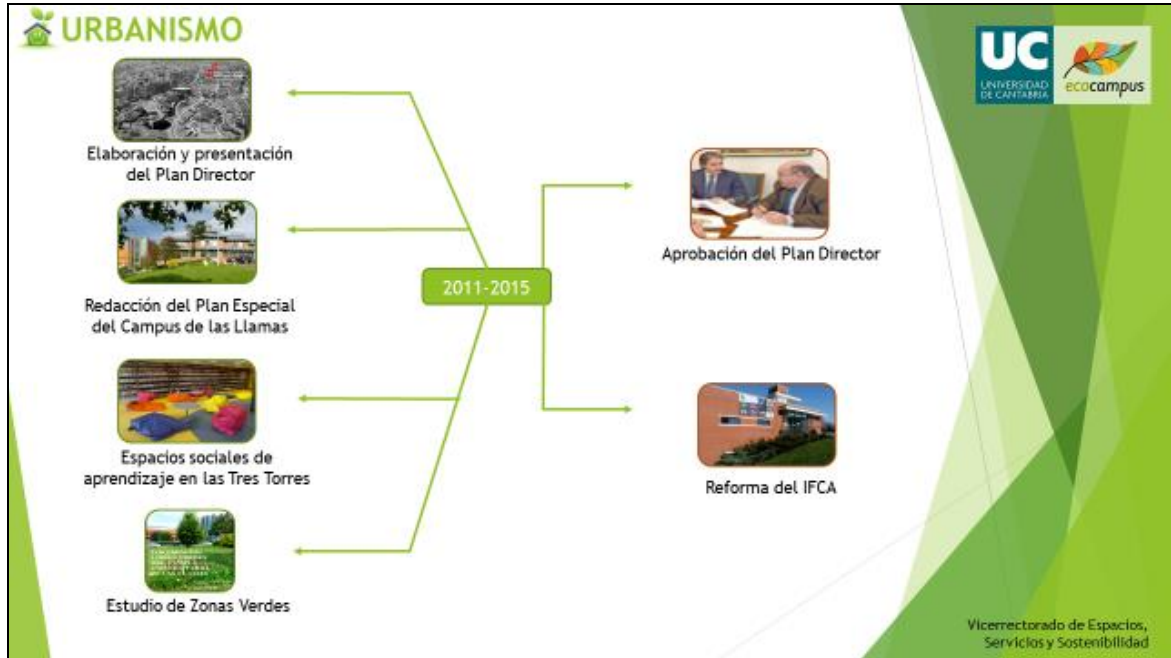 URBANISMO
UC
UNIVERSIDAD
DE CANTABRIA
ecocampus
Elaboración y presentación
del Plan Director
Redacción del Plan Especial
del Campus de las Llamas
Espacios sociales de
aprendizaje en las Tres Torres
Estudio de Zonas Verdes
2011-2015
Aprobación del Plan Director
Reforma del IFCA
Vicerrectorado de Espacios,
Servicios y Sostenibilidad